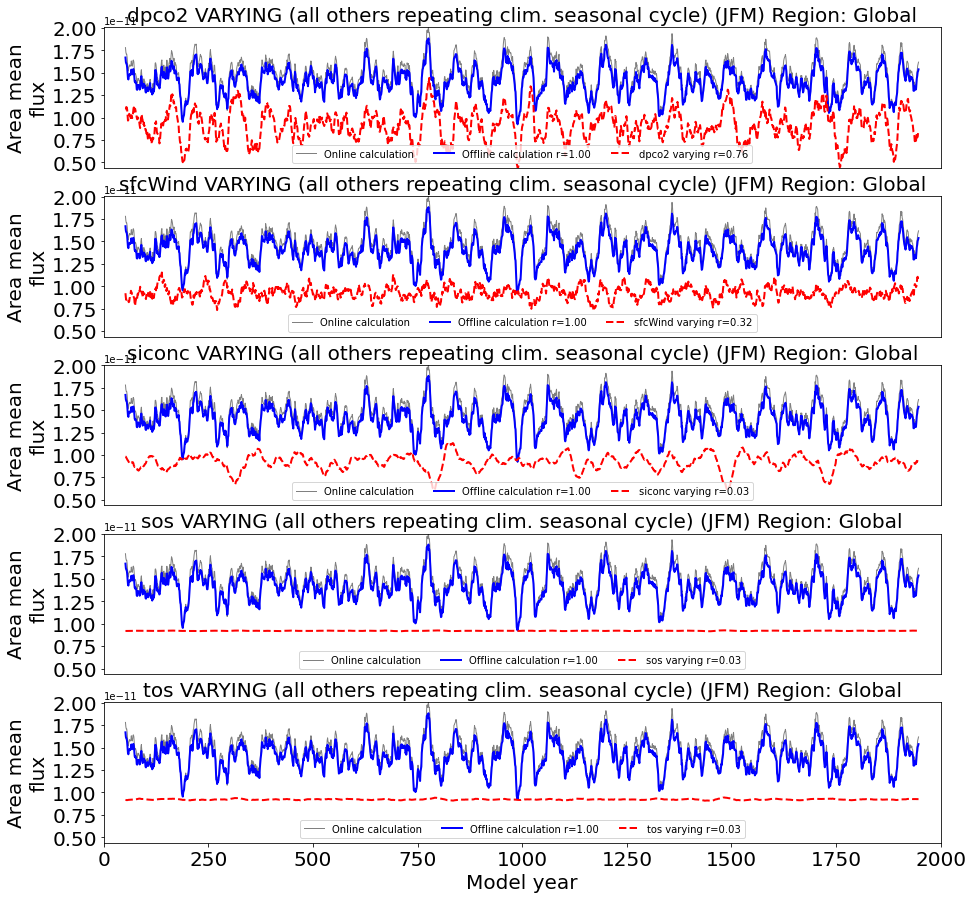 dpco2 VARYING (all others repeating clim. seasonal cycle) (JFM) Region: Global
1e−11
2.00
1.75
1.50
1.25
1.00
0.75
0.50
Area mean
flux
Online calculation Offline calculation r=1.00 dpco2 varying r=0.76
sfcWind VARYING (all others repeating clim. seasonal cycle) (JFM) Region: Global
1e−11
2.00
1.75
1.50
1.25
1.00
0.75
0.50
Area mean
flux
Online calculation Offline calculation r=1.00 sfcWind varying r=0.32
siconc VARYING (all others repeating clim. seasonal cycle) (JFM) Region: Global
1e−11
2.00
1.75
1.50
1.25
1.00
0.75
0.50
Area mean
flux
Online calculation Offline calculation r=1.00 siconc varying r=0.03
sos VARYING (all others repeating clim. seasonal cycle) (JFM) Region: Global
1e−11
2.00
1.75
1.50
1.25
1.00
0.75
0.50
Area mean
flux
Online calculation Offline calculation r=1.00 sos varying r=0.03
tos VARYING (all others repeating clim. seasonal cycle) (JFM) Region: Global
1e−11
2.00
1.75
1.50
1.25
1.00
0.75
0.50
Area mean
flux
Online calculation Offline calculation r=1.00 tos varying r=0.03
0 250 500 750 1000 1250 1500 1750 2000
Model year